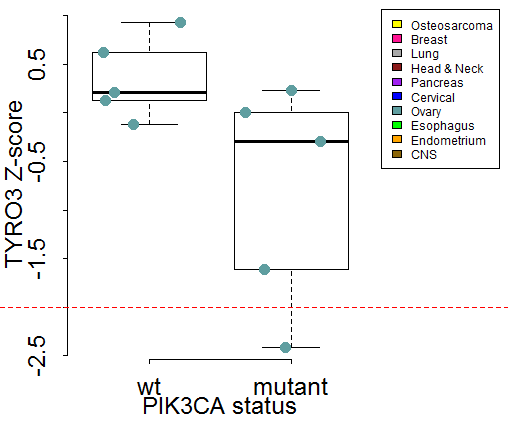 TYRO3 Z-score
0.5
-0.5
-1.5
-2.5
wt mutant
PIK3CA status
Osteosarcoma
Breast
Lung
Head & Neck
Pancreas
Cervical
Ovary
Esophagus
Endometrium
CNS